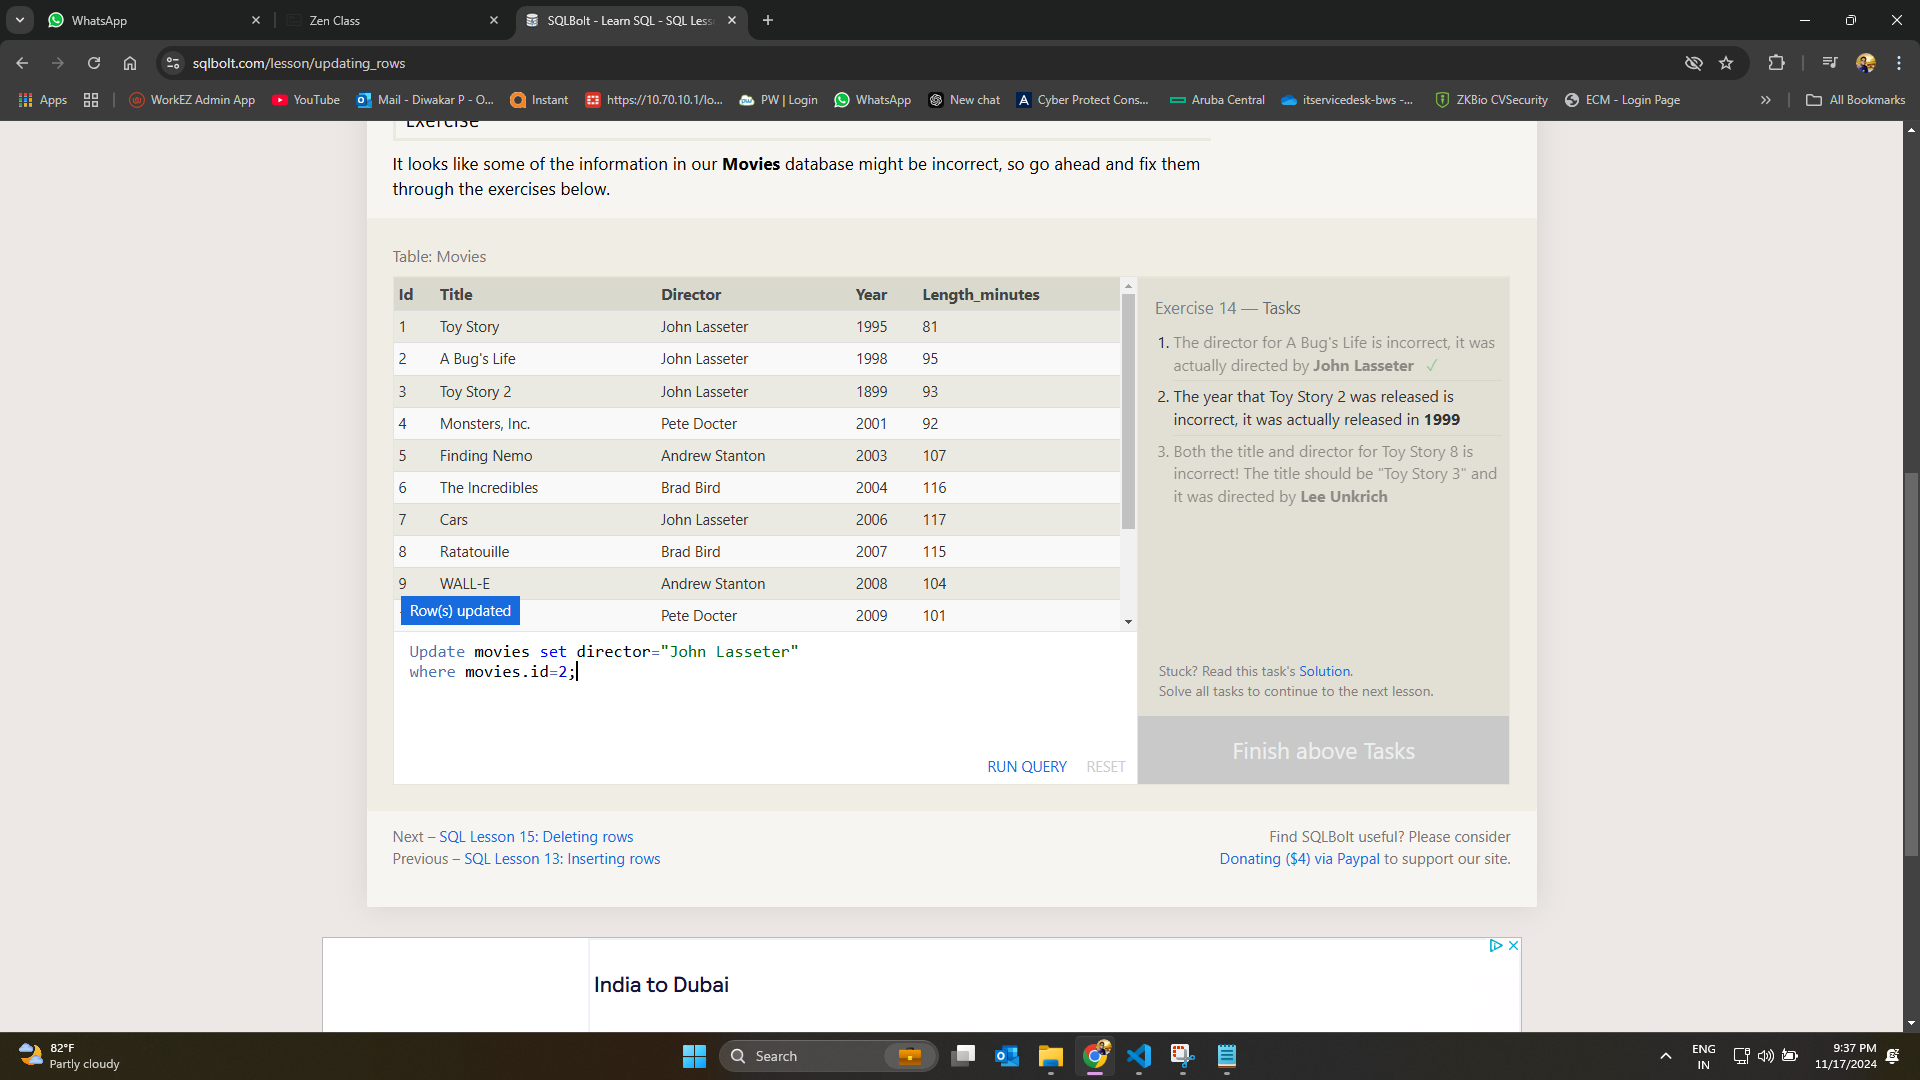 WhatsApp
Zen Class
SQLBolt - Learn SQL - SQL Less
sqlbolt.com/lesson/updating_rows
Apps
WorkEZ Admin App
YouTube
Mail - Diwakar P - O...
Instant
https://10.70.10.1/lo...
PW | Login
WhatsApp
New chat
Cyber Protect Cons...
Aruba Central
itservicedesk-bws -...
ZKBio CVSecurity
ECM - Login Page
All Bookmarks
Exercise
It looks like some of the information in our Movies database might be incorrect, so go ahead and fix them
through the exercises below.
Table: Movies
Id Title Director Year Length_minutes
1 Toy Story John Lasseter 1995 81
2 A Bug's Life John Lasseter 1998 95
3 Toy Story 2 John Lasseter 1899 93
4 Monsters, Inc. Pete Docter 2001 92
5 Finding Nemo Andrew Stanton 2003 107
6 The Incredibles Brad Bird 2004 116
7 Cars John Lasseter 2006 117
8 Ratatouille Brad Bird 2007 115
9 WALL-E Andrew Stanton 2008 104
Pete Docter 2009 101
Row(s) updated
Update movies set director="John Lasseter"
where movies.id=2;
RUN QUERY RESET
Exercise 14 — Tasks
1. The director for A Bug's Life is incorrect, it was
actually directed by John Lasseter ✓
2. The year that Toy Story 2 was released is
incorrect, it was actually released in 1999
3. Both the title and director for Toy Story 8 is
incorrect! The title should be "Toy Story 3" and
it was directed by Lee Unkrich
Stuck? Read this task's Solution.
Solve all tasks to continue to the next lesson.
Finish above Tasks
Next – SQL Lesson 15: Deleting rows
Previous – SQL Lesson 13: Inserting rows
Find SQLBolt useful? Please consider
Donating ($4) via Paypal to support our site.
India to Dubai
82°F
Partly cloudy
Search
ENG
IN
9:37 PM
11/17/2024